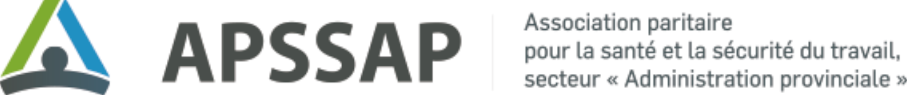 APSSAP
Association paritaire
pour la santé et la sécurité du travail,
secteur « Administration provinciale »